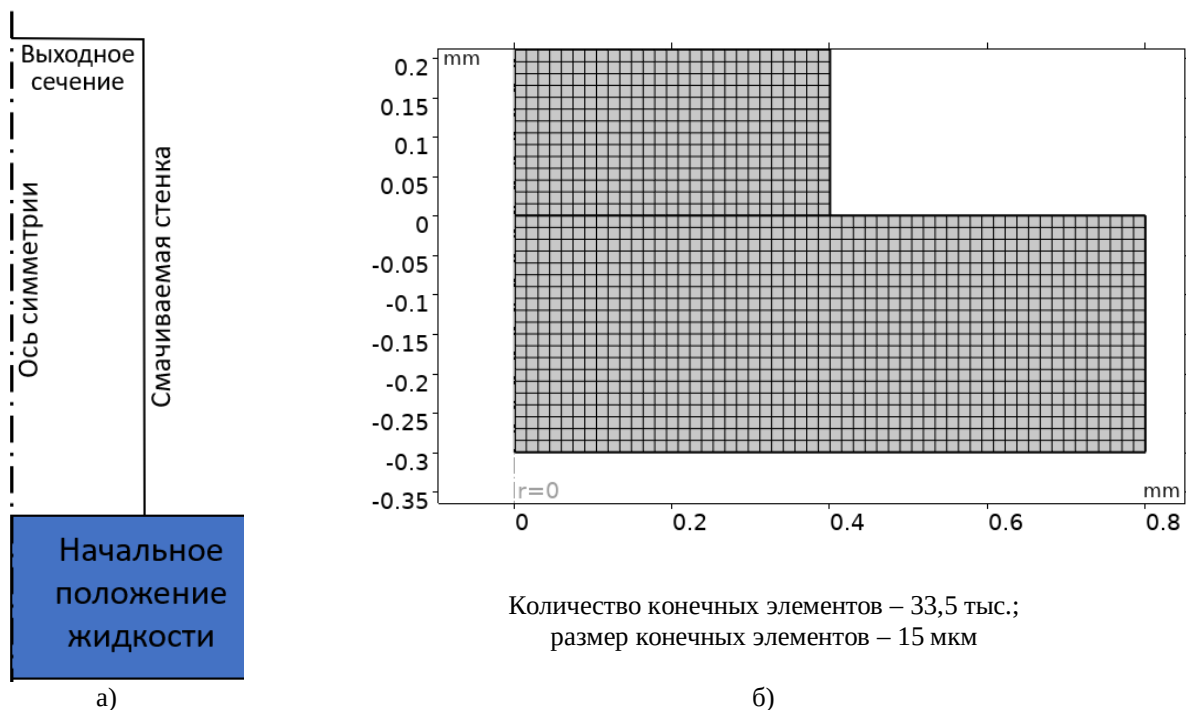 Выходное
сечение
Ось симметрии
Смачиваемая стенка
Начальное
положение
жидкости
а)
mm
0.2
0.15
0.1
0.05
0
-0.05
-0.1
-0.15
-0.2
-0.25
-0.3
-0.35
r=0
mm
0 0.2 0.4 0.6 0.8
Количество конечных элементов – 33,5 тыс.;
размер конечных элементов – 15 мкм
б)